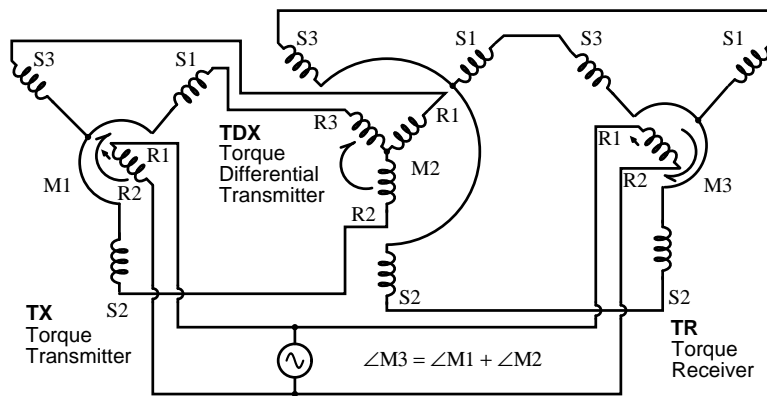 S3
S1
S3
S1
S3
S1
TDX
Torque
Differential
Transmitter
R3
R1
M2
R2
R1
R2
M1
R1
R2
M3
S2
S2
S2
TX
Torque
Transmitter
∠M3 = ∠M1 + ∠M2
TR
Torque
Receiver